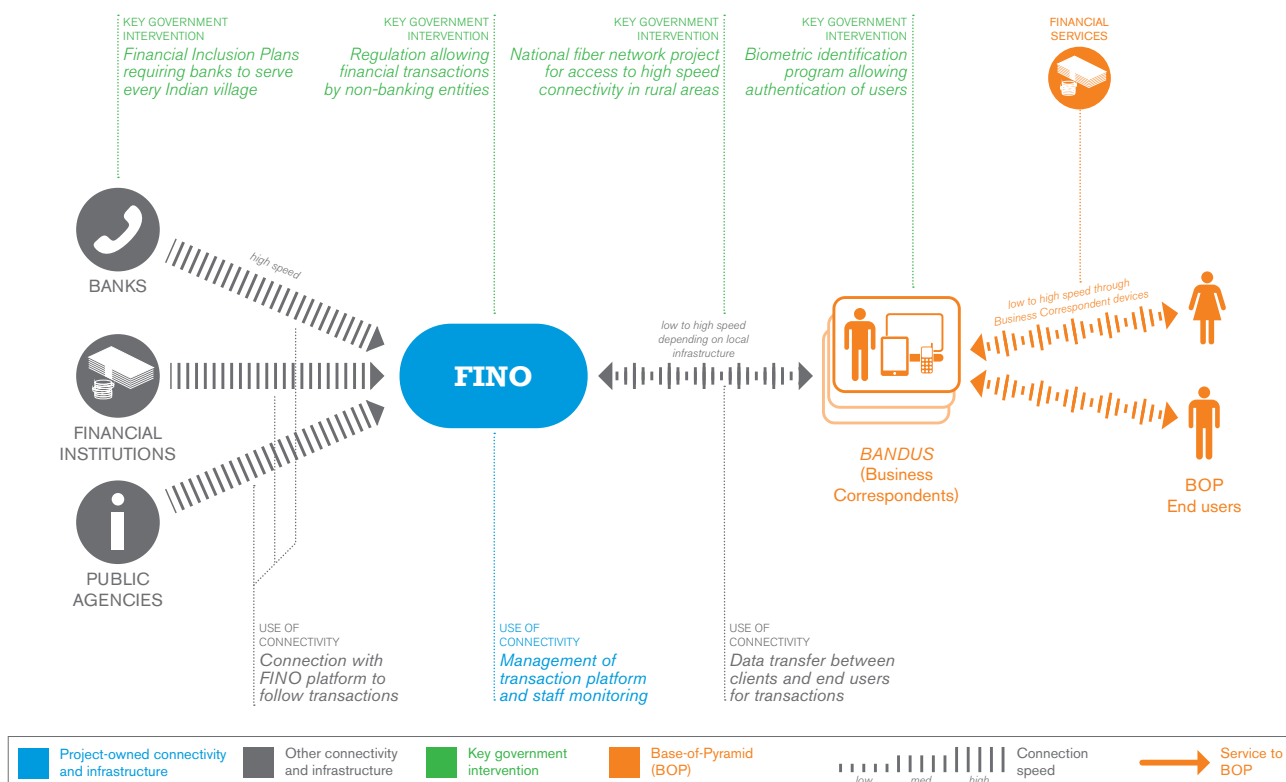 KEY GOVERNMENT
INTERVENTION
Financial Inclusion Plans
requiring banks to serve
every Indian village
KEY GOVERNMENT
INTERVENTION
Regulation allowing
financial transactions
by non-banking entities
KEY GOVERNMENT
INTERVENTION
National fiber network project
for access to high speed
connectivity in rural areas
KEY GOVERNMENT
INTERVENTION
Biometric identification
program allowing
authentication of users
FINANCIAL
SERVICES
BANKS
high speed
FINANCIAL
INSTITUTIONS
PUBLIC
AGENCIES
FINO
low to high speed
depending on local
infrastructure
BANDUS
(Business
Correspondents)
low to high speed through
Business Correspondent devices
BOP
End users
USE OF
CONNECTIVITY
Connection with
FINO platform to
follow transactions
USE OF
CONNECTIVITY
Management of
transaction platform
and staff monitoring
USE OF
CONNECTIVITY
Data transfer between
clients and end users
for transactions
Project-owned connectivity
and infrastructure
Other connectivity
and infrastructure
Key government
intervention
Base-of-Pyramid
(BOP)
low
med
high
Connection
speed
Service to
BOP